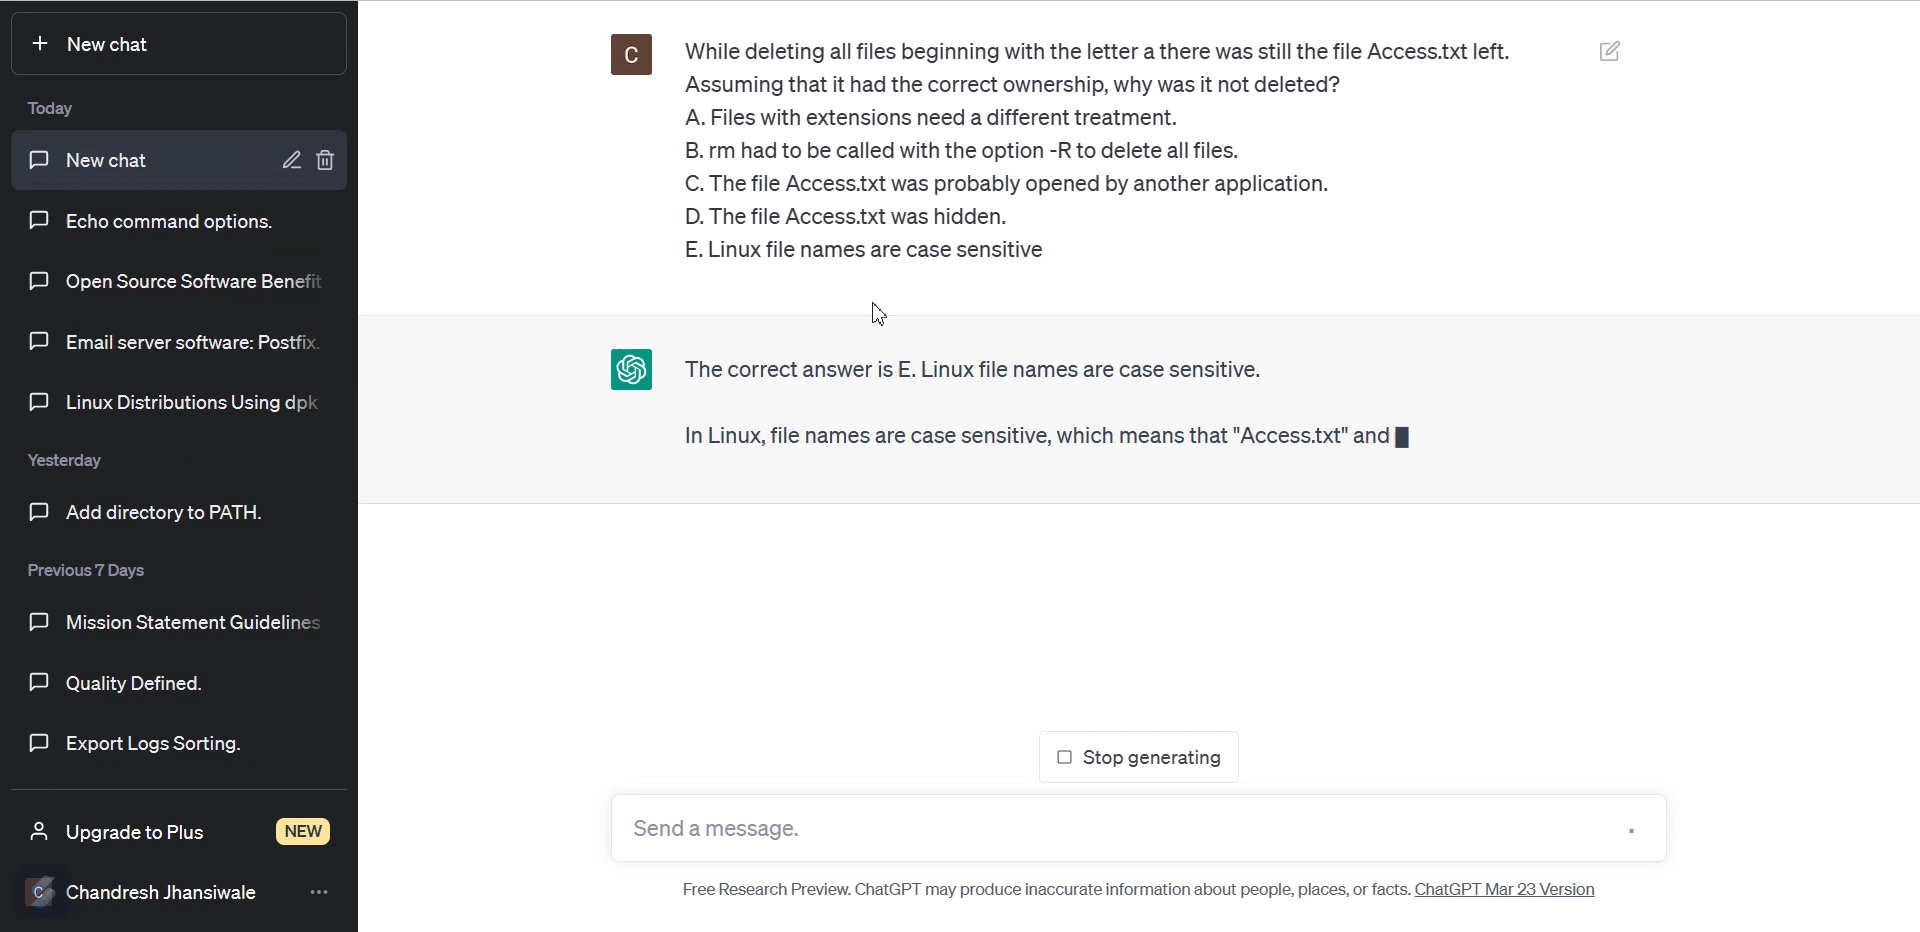 New chat
Today
New chat
Echo command options.
Open Source Software Benefit
Email server software: Postfix.
Linux Distributions Using dpk
Yesterday
Add directory to PATH.
Previous 7 Days
Mission Statement Guidelines
Quality Defined.
Export Logs Sorting.
Upgrade to Plus NEW
C Chandresh Jhansiwale
C
While deleting all files beginning with the letter a there was still the file Access.txt left.
Assuming that it had the correct ownership, why was it not deleted?
A. Files with extensions need a different treatment.
B. rm had to be called with the option -R to delete all files.
C. The file Access.txt was probably opened by another application.
D. The file Access.txt was hidden.
E. Linux file names are case sensitive
The correct answer is E. Linux file names are case sensitive.
In Linux, file names are case sensitive, which means that "Access.txt" and
Stop generating
Send a message.
Free Research Preview. ChatGPT may produce inaccurate information about people, places, or facts. ChatGPT Mar 23 Version